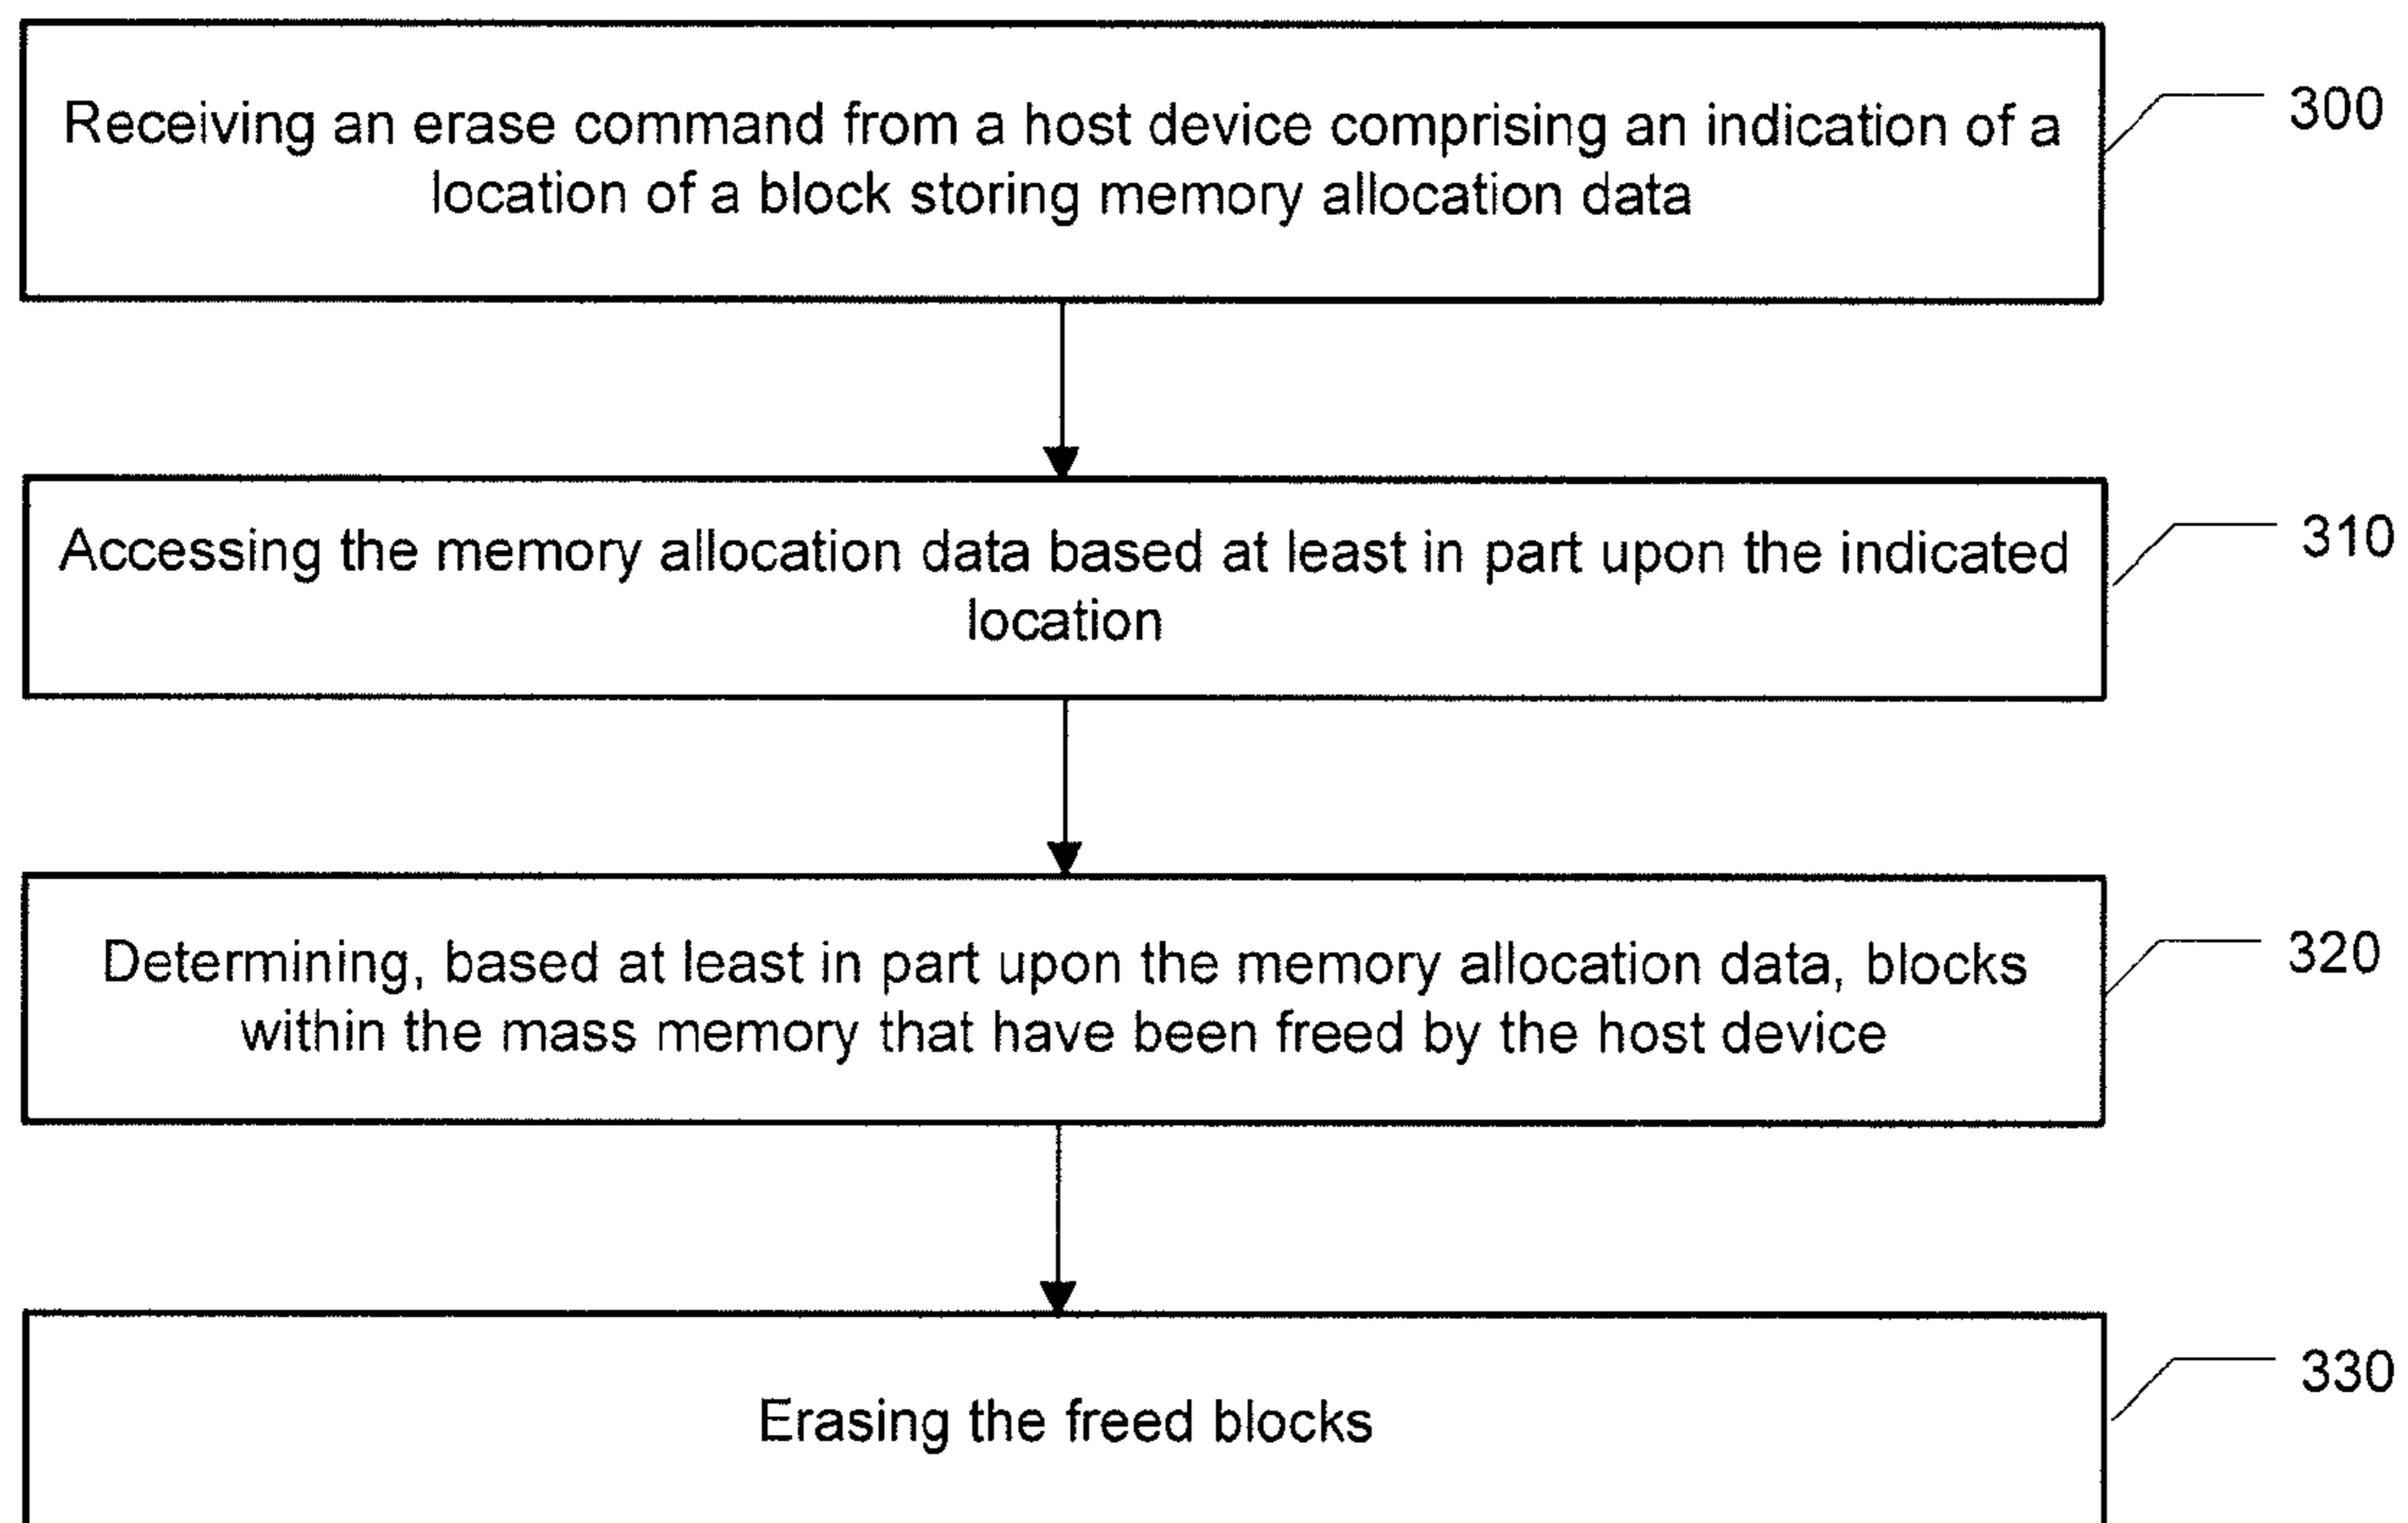 Receiving an erase command from a host device comprising an indication of a
location of a block storing memory allocation data
300
Accessing the memory allocation data based at least in part upon the indicated
location
310
Determining, based at least in part upon the memory allocation data, blocks
within the mass memory that have been freed by the host device
320
Erasing the freed blocks
330